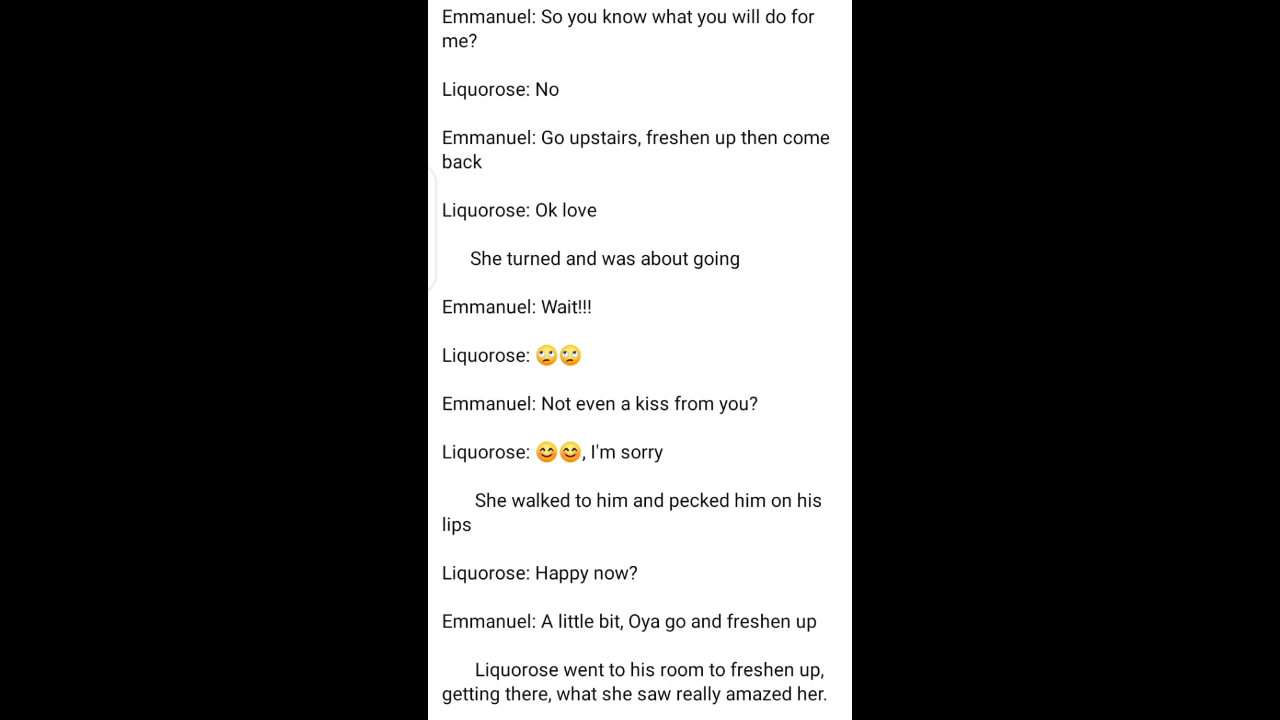 Emmanuel: So you know what you will do for
me?
Liquorose: No
Emmanuel: Go upstairs, freshen up then come
back
Liquorose: Ok love
She turned and was about going
Emmanuel: Wait!!!
Liquorose: 🙄🙄
Emmanuel: Not even a kiss from you?
Liquorose: 😊😊, I'm sorry
She walked to him and pecked him on his
lips
Liquorose: Happy now?
Emmanuel: A little bit, Oya go and freshen up
Liquorose went to his room to freshen up,
getting there, what she saw really amazed her.